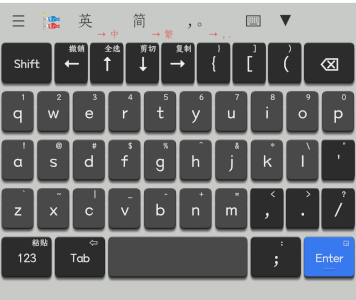 英 简 ,。
→中 →繁 →,.
撤销 全选 剪切 复制 } ] )
Shift ← ↑ ↓ → { [ (
1 2 3 4 5 6 7 8 9 0
q w e r t y u i o p
! @ # $ % ^ & * \ "
a s d f g h j k l '
` ~ | _ - + = < > ?
z x c v b n m , . /
粘贴 :
123 Tab ; Enter